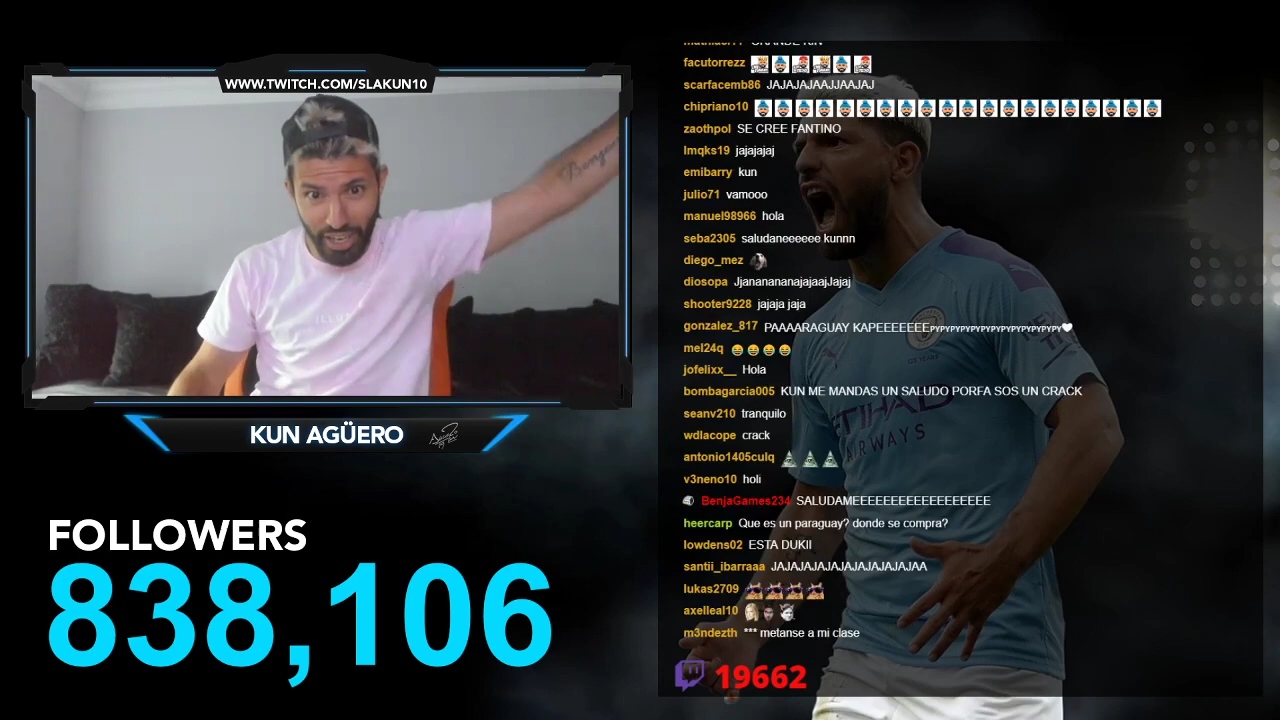 WWW.TWITCH.COM/SLAKUN10
KUN AGÜERO
FOLLOWERS
838,106
facutorrezz
scarfacemb86 JAJAJAJAAJJAAJAJ
chipriano10
zaothpol SE CREE FANTINO
lmqks19 jajajajaj
emibarry kun
julio71 vamooo
manuel98966 hola
seba2305 saludaneeeeee kunnn
diego_mez
diosopa JjanananananajajaajJajaj
shooter9228 jajaja jaja
gonzalez_817 PAAAARAGUAY KAPEEEEEEEPYPYPYPYPYPYPYPYPYPYPYPYPY
mel24q 😂 😂 😂 😂
jofelixx__ Hola
bombagarcia005 KUN ME MANDAS UN SALUDO PORFA SOS UN CRACK
seanv210 tranquilo
wdlacope crack
antonio1405culq
v3neno10 holi
BenjaGames234 SALUDAMEEEEEEEEEEEEEEEEEE
heercarp Que es un paraguay? donde se compra?
lowdens02 ESTA DUKII
santii_ibarraaa JAJAJAJAJAJAJAJAJAJAA
lukas2709
axelleal10
m3ndezth *** metanse a mi clase
19662
ETIHAD
AIRWAYS